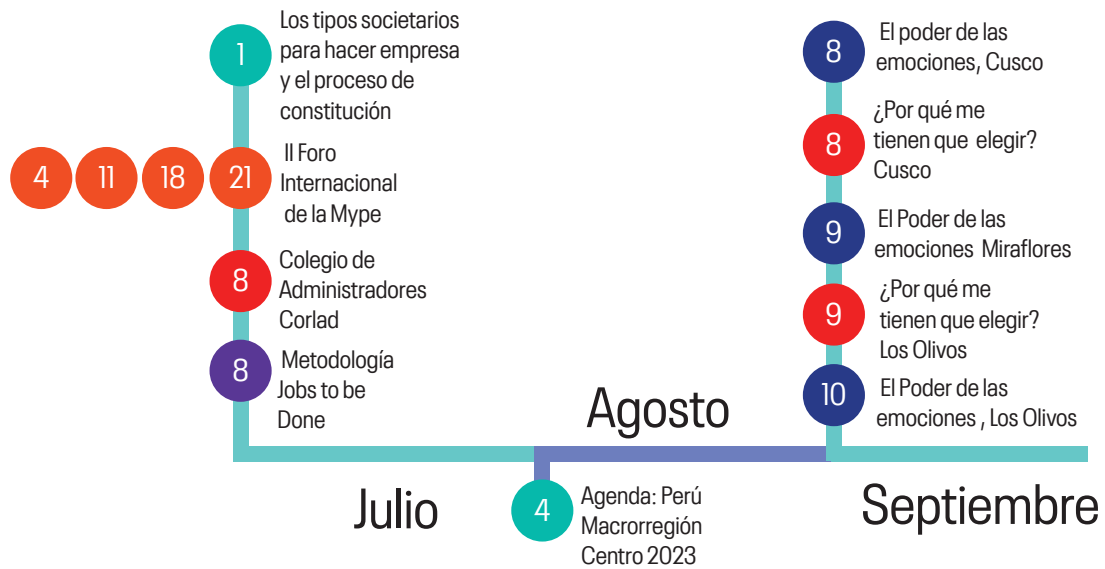 1
Los tipos societarios
para hacer empresa
y el proceso de
constitución
4 11 18 21
II Foro
Internacional
de la Mype
8
Colegio de
Administradores
Corlad
8
Metodología
Jobs to be
Done
Julio
Agosto
4
Agenda: Perú
Macrorregión
Centro 2023
8
El poder de las
emociones, Cusco
8
¿Por qué me
tienen que elegir?
Cusco
9
El Poder de las
emociones Miraflores
9
¿Por qué me
tienen que elegir?
Los Olivos
10
El Poder de las
emociones , Los Olivos
Septiembre